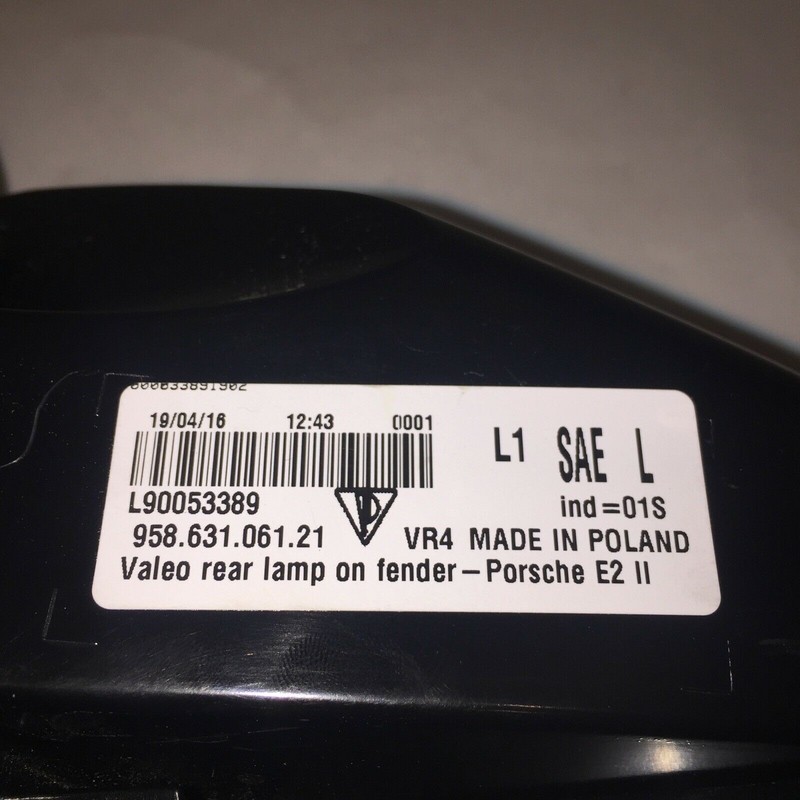 600633891902
19/04/16 12:43 0001
L1 SAE L
L90053389
ind=01S
958.631.061.21 VR4 MADE IN POLAND
Valeo rear lamp on fender-Porsche E2 II